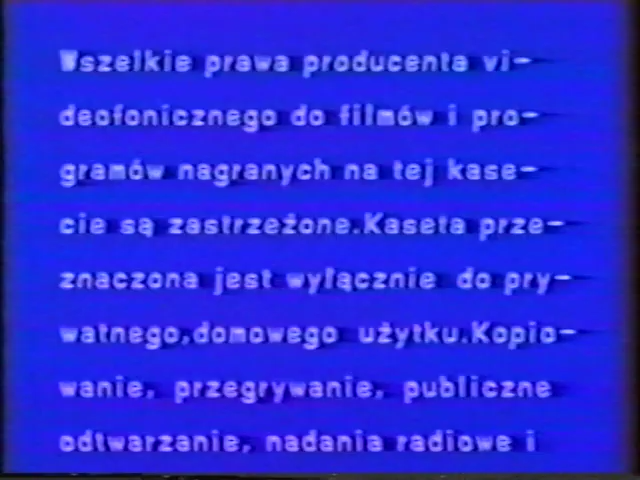 Wszelkie prawa producenta vi-
deofonicznego do filmów i pro-
gramów nagranych na tej kase-
cie są zastrzeżone.Kaseta prze-
znaczona jest wyłącznie do pry-
watnego,domowego użytku.Kopio-
wanie, przegrywanie, publiczne
odtwarzanie, nadania radiowe i